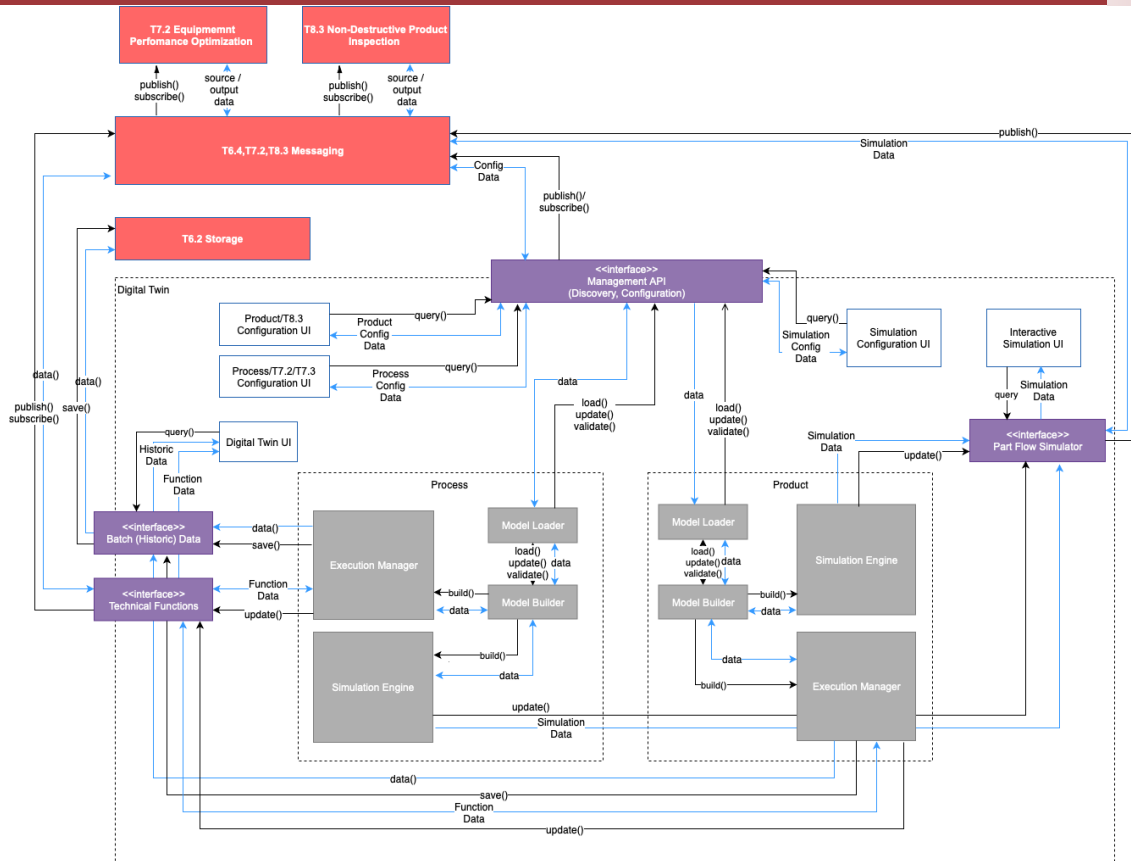 T7.2 Equipmemnt
Perfomance Optimization
T8.3 Non-Destructive Product
Inspection
publish()
subscribe()
source /
output
data
publish()
subscribe()
source /
output
data
T6.4,T7.2,T8.3 Messaging
publish()
Simulation
Data
Config
Data
publish()/
subscribe()
T6.2 Storage
<<interface>>
Management API
(Discovery, Configuration)
Digital Twin
Product/T8.3
Configuration UI
query()
Product
Config
Data
Process/T7.2/T7.3
Configuration UI
query()
Process
Config
Data
query()
Simulation
Config
Data
Simulation
Configuration UI
Interactive
Simulation UI
query
Simulation
Data
data()
data()
publish()
subscribe()
save()
data
load()
update()
validate()
data
load()
update()
validate()
query()
Historic
Data
Digital Twin UI
Function
Data
Simulation
Data
update()
<<interface>>
Part Flow Simulator
Process
Product
<<interface>>
Batch (Historic) Data
data()
save()
Execution Manager
Model Loader
load()
update()
validate()
data
Model Builder
build()
data
<<interface>>
Technical Functions
Function
Data
update()
Model Loader
load()
update()
validate()
data
Model Builder
build()
data
Simulation Engine
Simulation Engine
build()
data
data
build()
Execution Manager
update()
Simulation
Data
data()
save()
Function
Data
update()